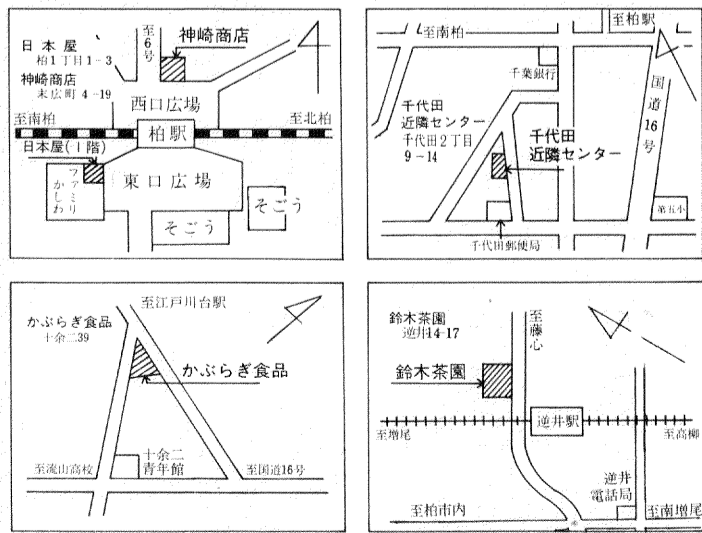 日本屋
柏1丁目1-3
神崎商店
末広町4-19
至6号
神崎商店
西口広場
至南柏
至北柏
柏駅
日本屋(1階)
ファミリ
かしわ
東口広場
そごう
そごう
至柏駅
至南柏
千葉銀行
国道16号
千代田
近隣センター
千代田2丁目
9-14
千代田
近隣センター
第五小
千代田郵便局
至江戸川台駅
かぶらぎ食品
十余二39
かぶらぎ食品
十余二
青年館
至流山高校
至国道16号
鈴木茶園
逆井14-17
至藤心
鈴木茶園
逆井駅
至増尾
至高柳
逆井
電話局
至柏市内
至南増尾